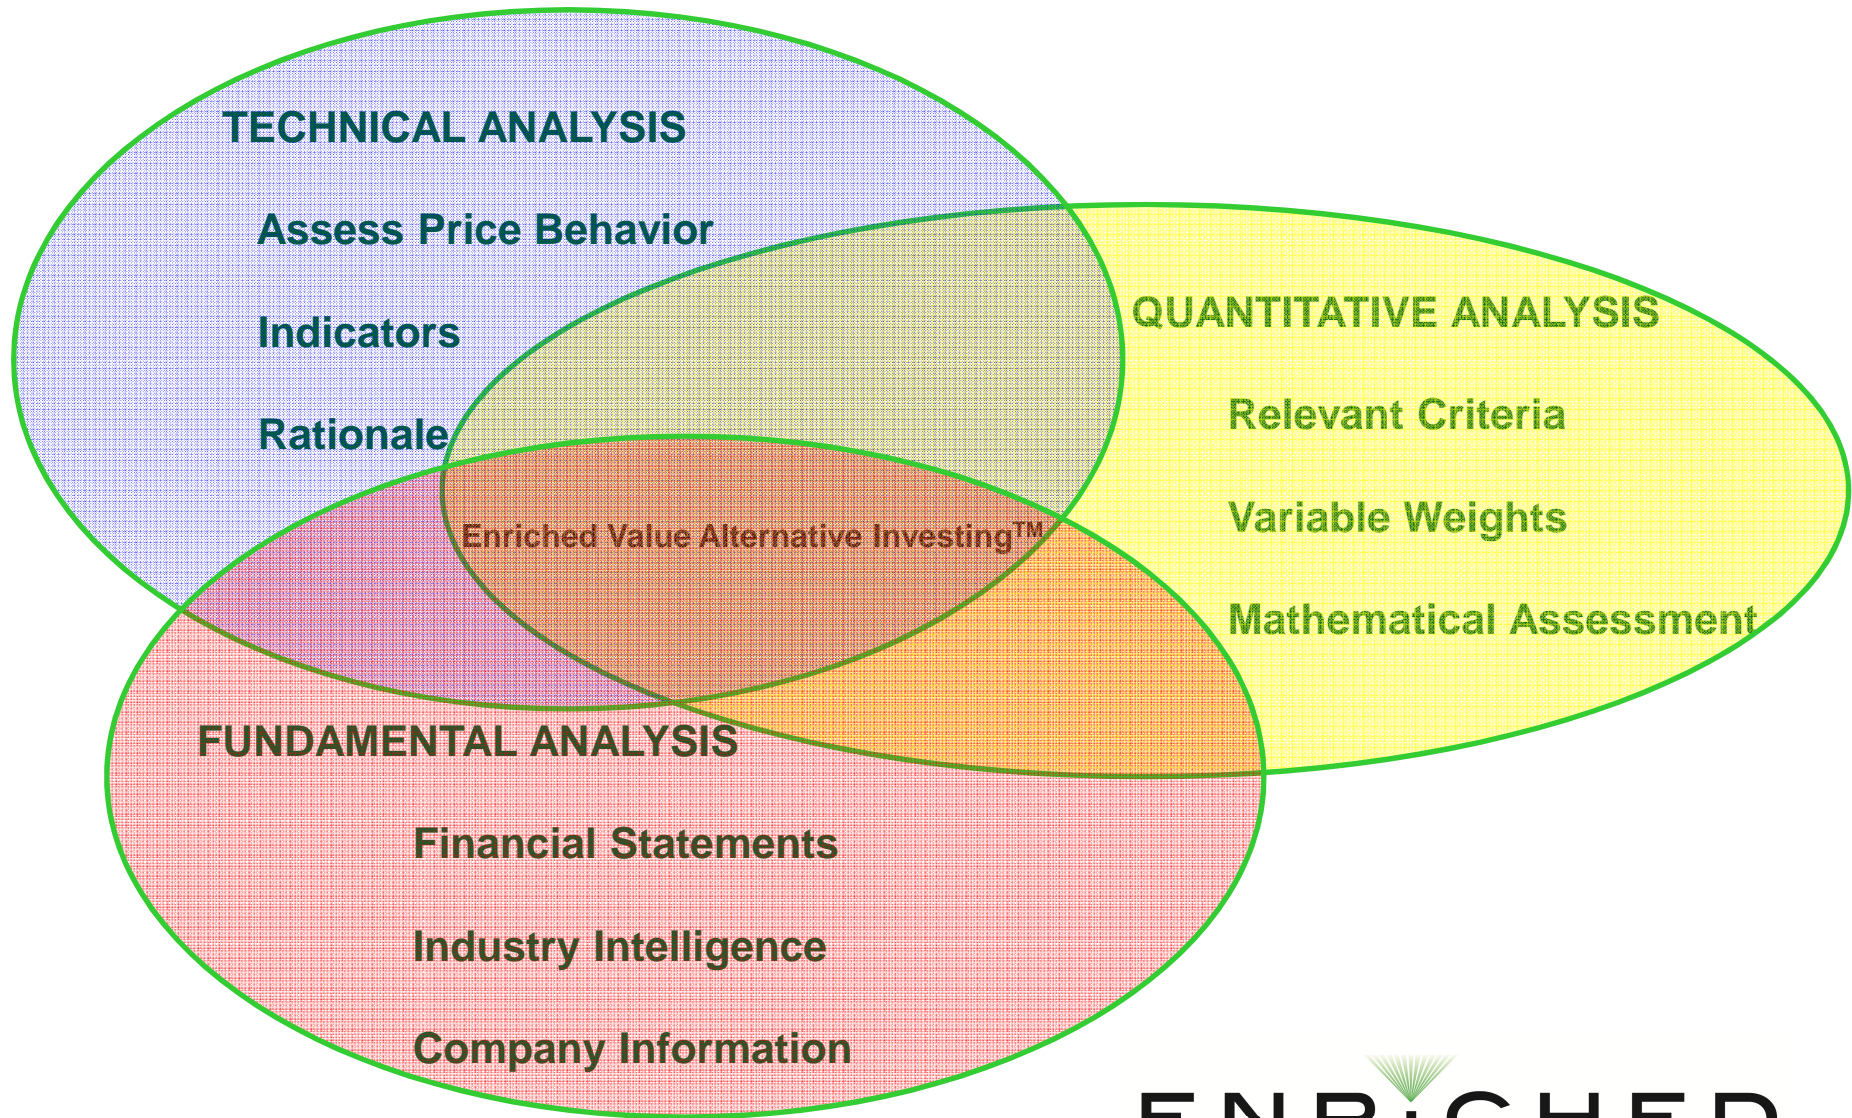 TECHNICAL ANALYSIS
Assess Price Behavior
Indicators
Rationale
QUANTITATIVE ANALYSIS
Relevant Criteria
Variable Weights
Mathematical Assessment
Enriched Value Alternative Investing™
FUNDAMENTAL ANALYSIS
Financial Statements
Industry Intelligence
Company Information
ENRiCHED